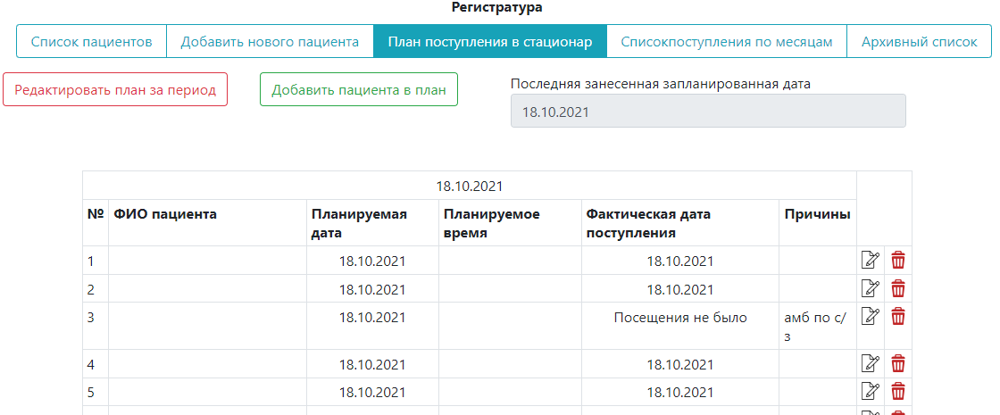 Регистратура
Список пациентов Добавить нового пациента План поступления в стационар Списокпоступления по месяцам Архивный список
Редактировать план за период Добавить пациента в план Последняя занесенная запланированная дата
18.10.2021
18.10.2021
№ ФИО пациента Планируемая дата Планируемое время Фактическая дата поступления Причины
1 18.10.2021 18.10.2021
2 18.10.2021 18.10.2021
3 18.10.2021 Посещения не было амб по с/
з
4 18.10.2021 18.10.2021
5 18.10.2021 18.10.2021